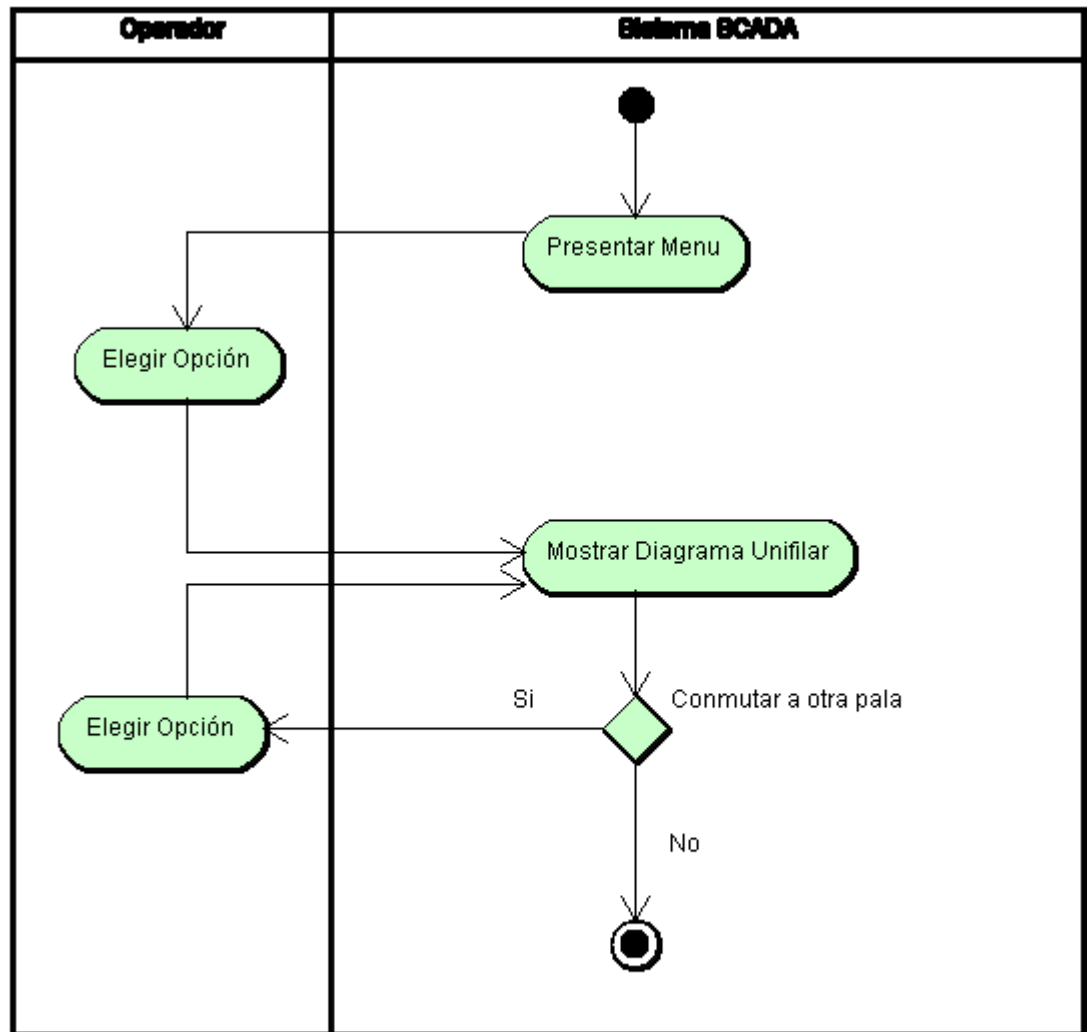 Operador
Sistema SCADA
Presentar Menu
Elegir Opción
Mostrar Diagrama Unifilar
Si
Conmutar a otra pala
Elegir Opción
No